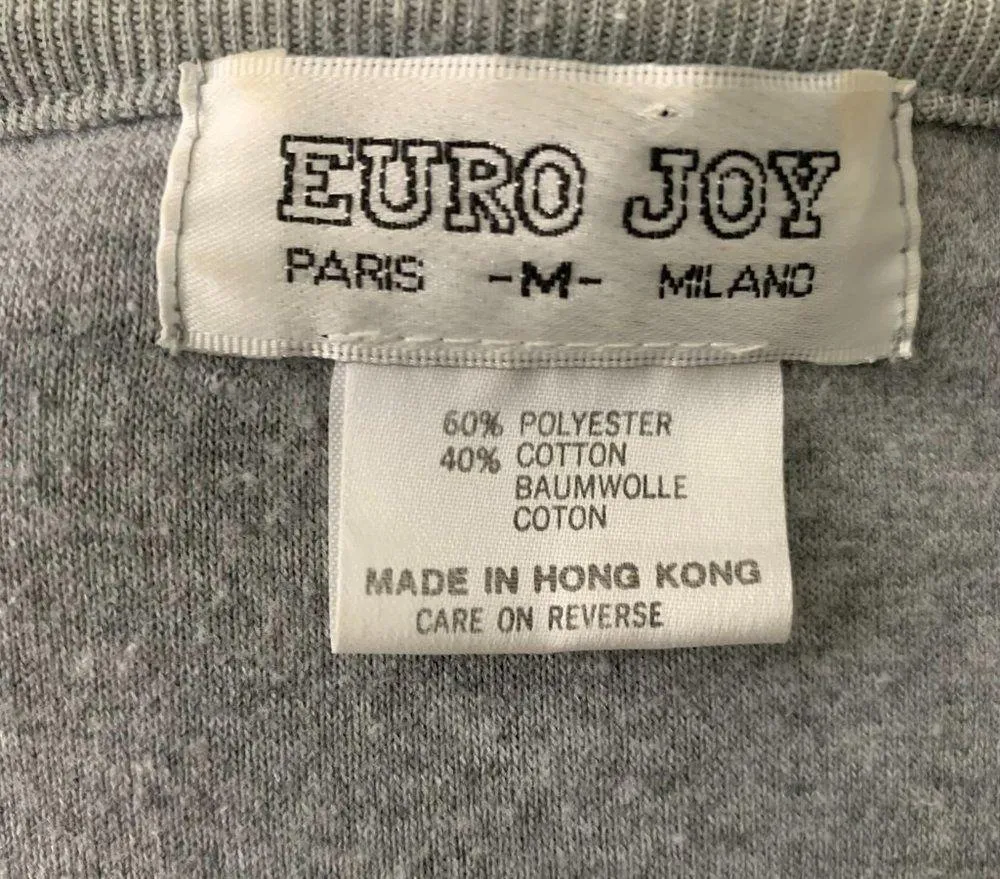 EURO JOY
PARIS -M- MILANO
60% POLYESTER
40% COTTON
BAUMWOLLE
COTON
MADE IN HONG KONG
CARE ON REVERSE